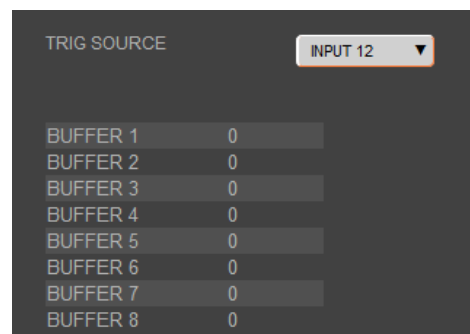 TRIG SOURCE INPUT 12 ▼
BUFFER 1 0
BUFFER 2 0
BUFFER 3 0
BUFFER 4 0
BUFFER 5 0
BUFFER 6 0
BUFFER 7 0
BUFFER 8 0